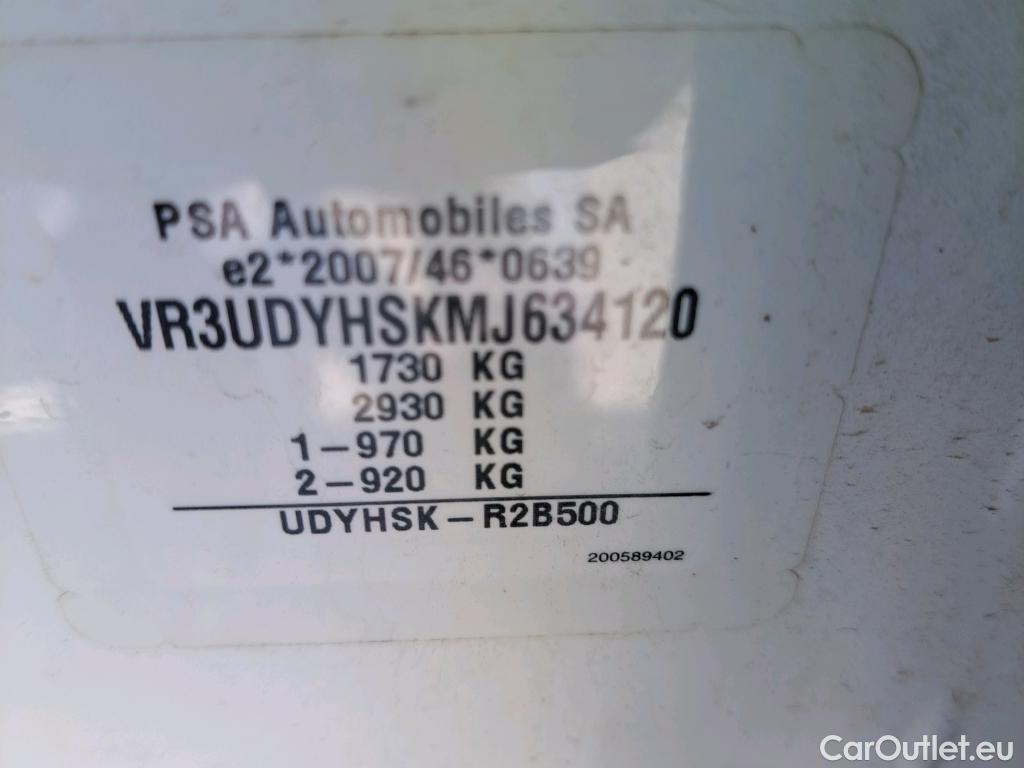 PSA Automobiles SA
e2*2007/46*0639
VR3UDYHSKMJ634120
1730 KG
2930 KG
1-970 KG
2-920 KG
UDYHSK-R2B500
200589402
CarOutlet.eu